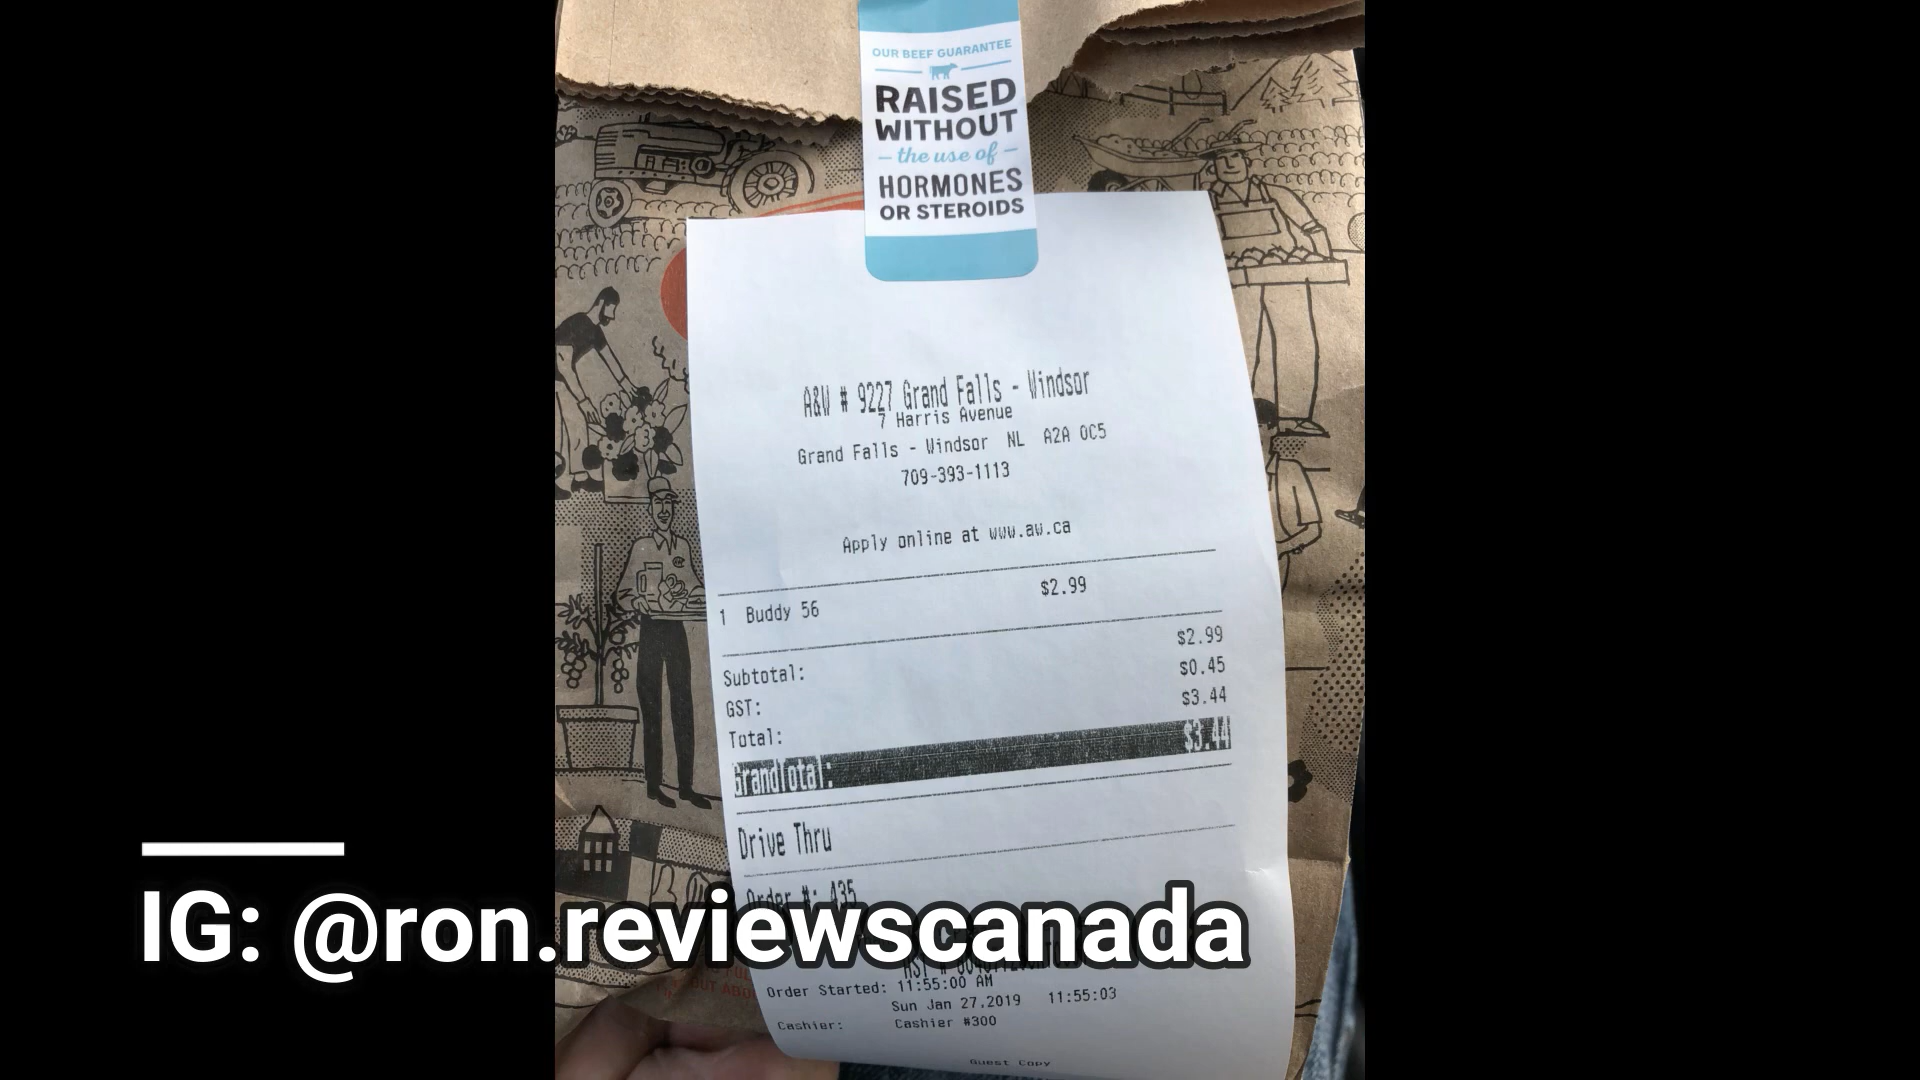 OUR BEEF GUARANTEE
RAISED
WITHOUT
the use of
HORMONES
OR STEROIDS
A&W # 9227 Grand Falls - Windsor
7 Harris Avenue
Grand Falls - Windsor NL A2A 0C5
709-393-1113
Apply online at www.aw.ca
1 Buddy 56 $2.99
Subtotal: $2.99
GST: $0.45
Total: $3.44
GrandTotal: $3.44
Drive Thru
Order #: 435
IG: @ron.reviewscanada
HST #
Order Started: 11:55:00 AM
Sun Jan 27,2019 11:55:03
Cashier: Cashier #300
Guest Copy